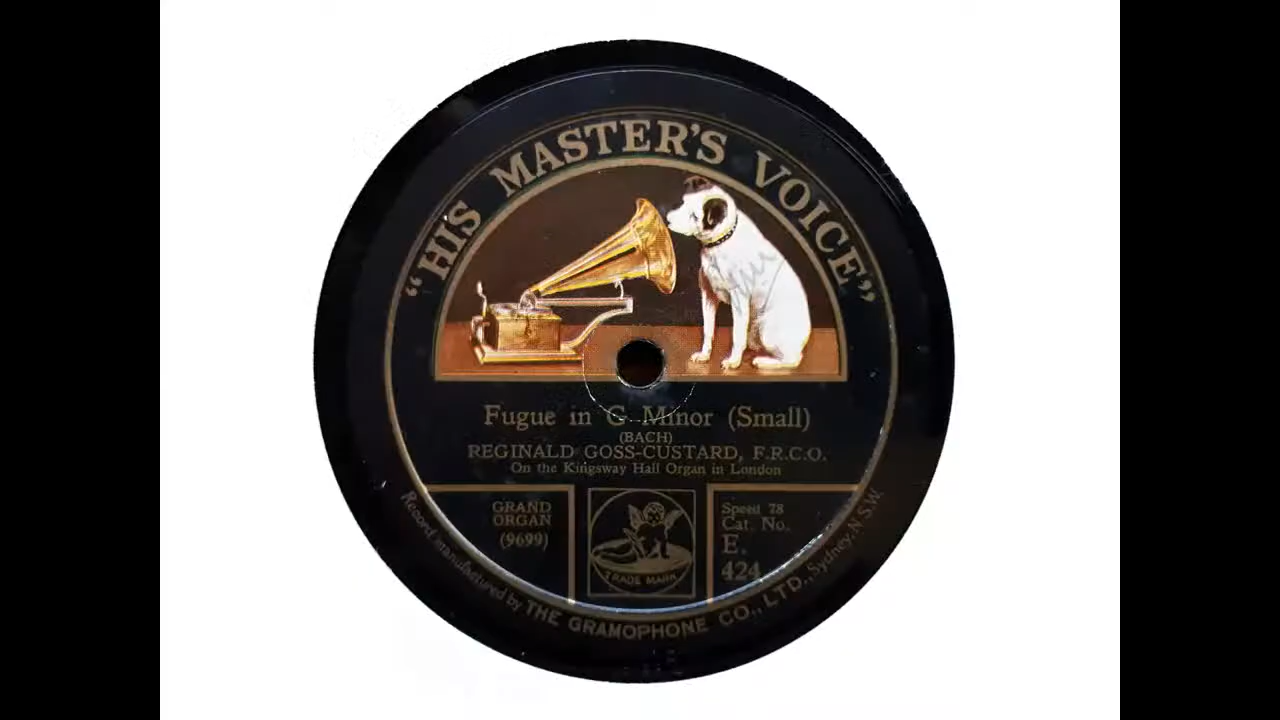 "HIS MASTER'S VOICE"
Fugue in G Minor (Small)
(BACH)
REGINALD GOSS-CUSTARD, F.R.C.O.
On the Kingsway Hall Organ in London
GRAND
ORGAN
(9699)
TRADE MARK
Speed 78
Cat. No.
E.
424
Record manufactured by THE GRAMOPHONE CO., LTD., Sydney, N.S.W.